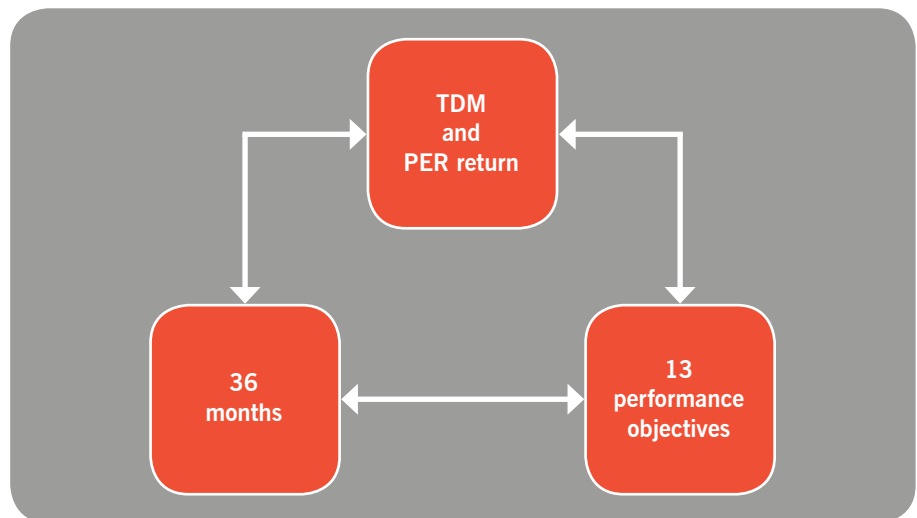 TDM
and
PER return
36
months
13
performance
objectives